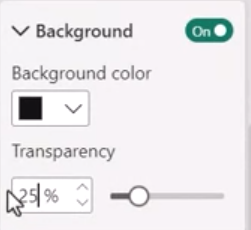 Background On
Background color
Transparency
25 %